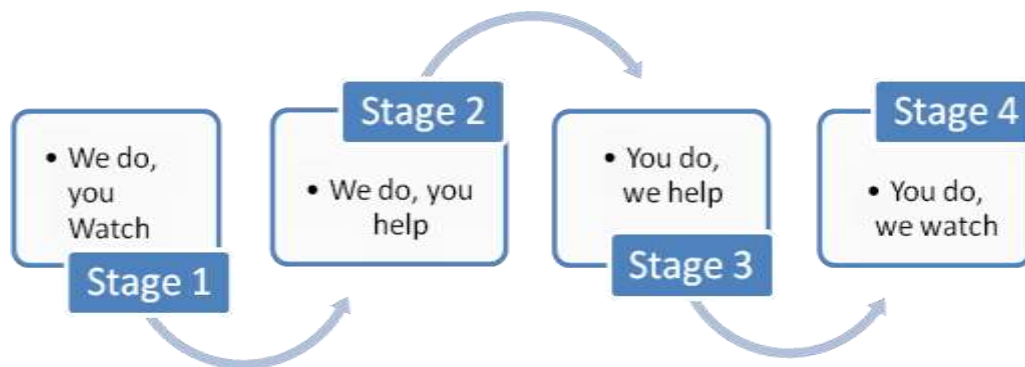 • We do,
you
Watch
Stage 1
Stage 2
• We do, you
help
• You do,
we help
Stage 3
Stage 4
• You do,
we watch